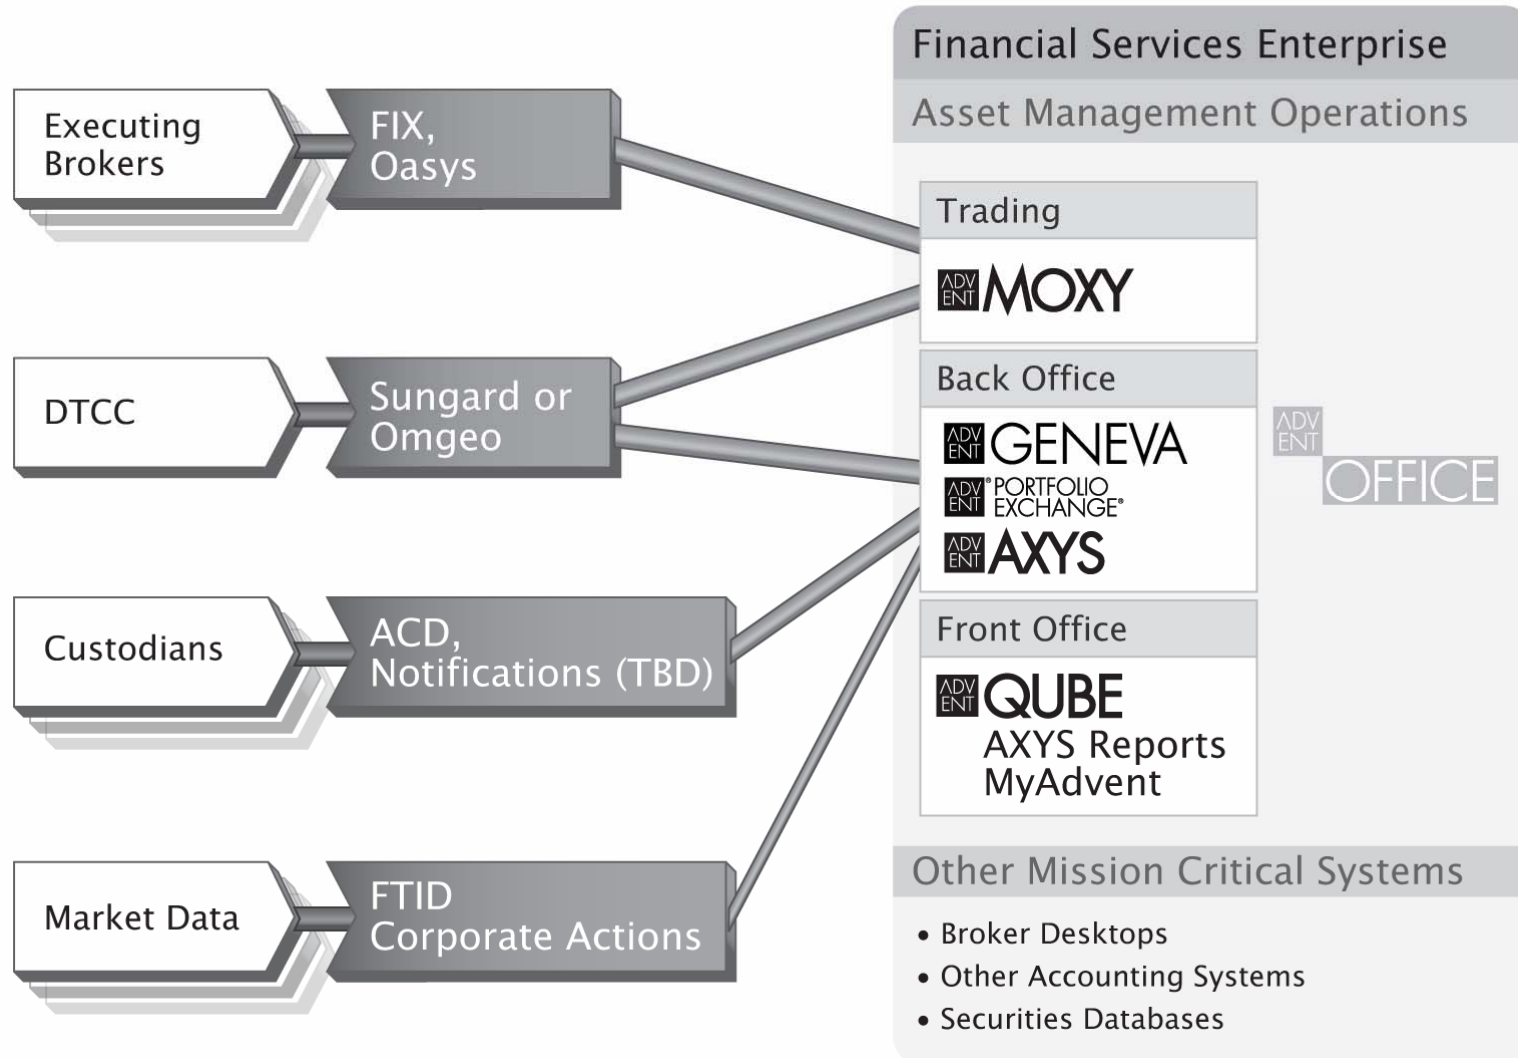 Financial Services Enterprise
Asset Management Operations
Executing
Brokers
FIX,
Oasys
DTCC
Sungard or
Omgeo
Custodians
ACD,
Notifications (TBD)
Market Data
FTID
Corporate Actions
Trading
ADV
ENT
MOXY
Back Office
ADV
ENT
GENEVA
ADV
ENT
® PORTFOLIO
EXCHANGE®
ADV
ENT
AXYS
Front Office
ADV
ENT
QUBE
AXYS Reports
MyAdvent
ADV
ENT
OFFICE
Other Mission Critical Systems
• Broker Desktops
• Other Accounting Systems
• Securities Databases